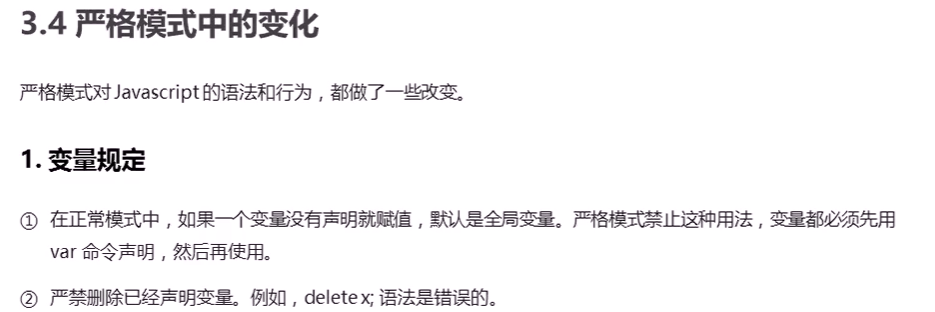 3.4 严格模式中的变化
严格模式对 Javascript 的语法和行为，都做了一些改变。
1. 变量规定
① 在正常模式中，如果一个变量没有声明就赋值，默认是全局变量。严格模式禁止这种用法，变量都必须先用
var 命令声明，然后再使用。
② 严禁删除已经声明变量。例如，delete x; 语法是错误的。